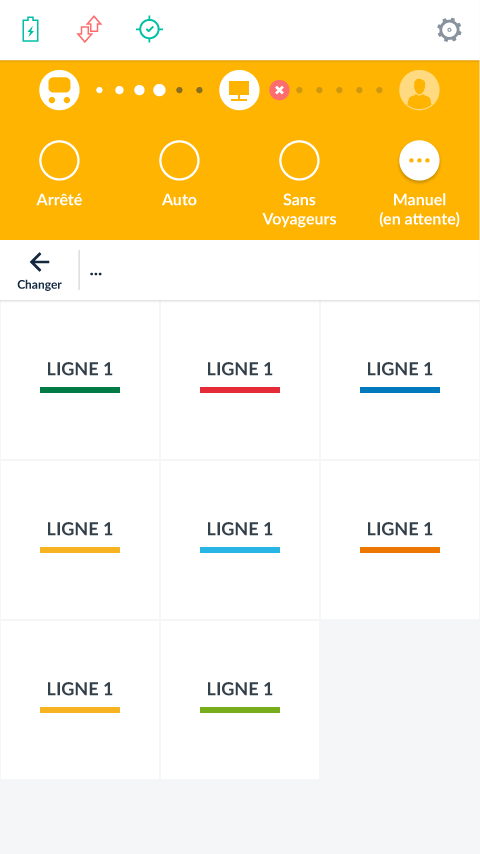 Arrêté
Auto
Sans
Voyageurs
Manuel
(en attente)
Changer
...
LIGNE 1
LIGNE 1
LIGNE 1
LIGNE 1
LIGNE 1
LIGNE 1
LIGNE 1
LIGNE 1